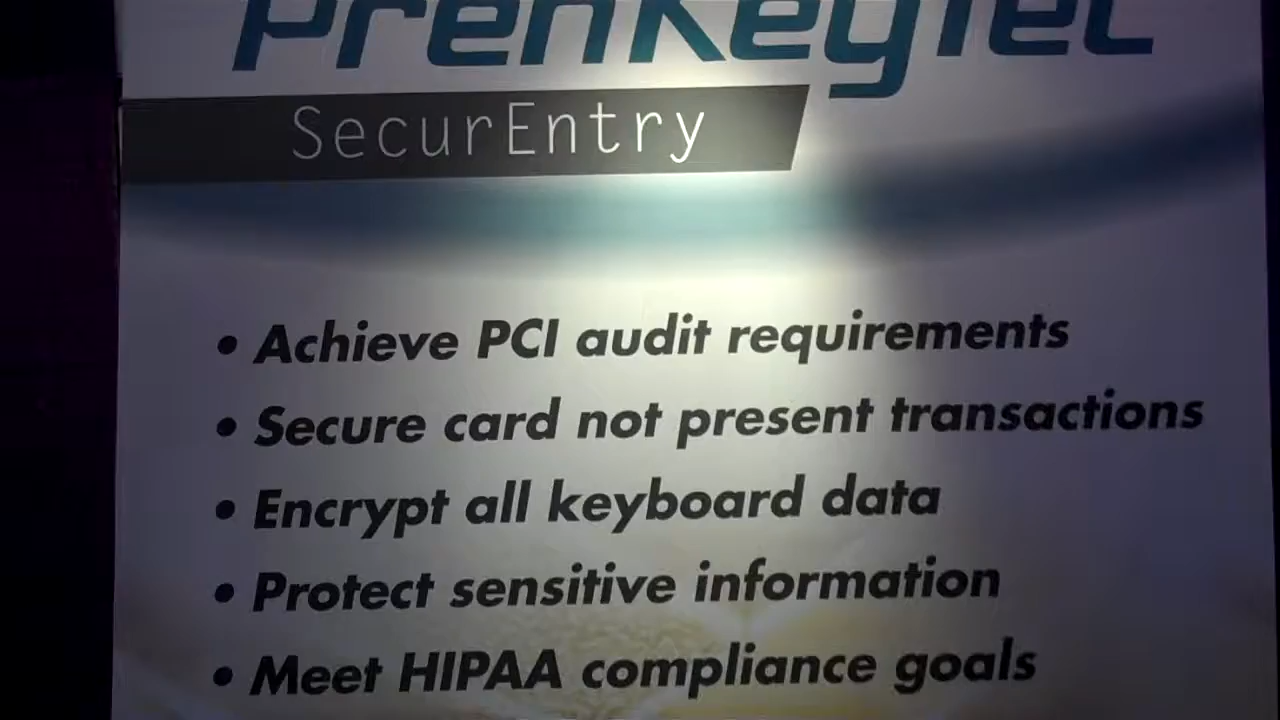 PrehKeyTec
SecurEntry
• Achieve PCI audit requirements
• Secure card not present transactions
• Encrypt all keyboard data
• Protect sensitive information
• Meet HIPAA compliance goals